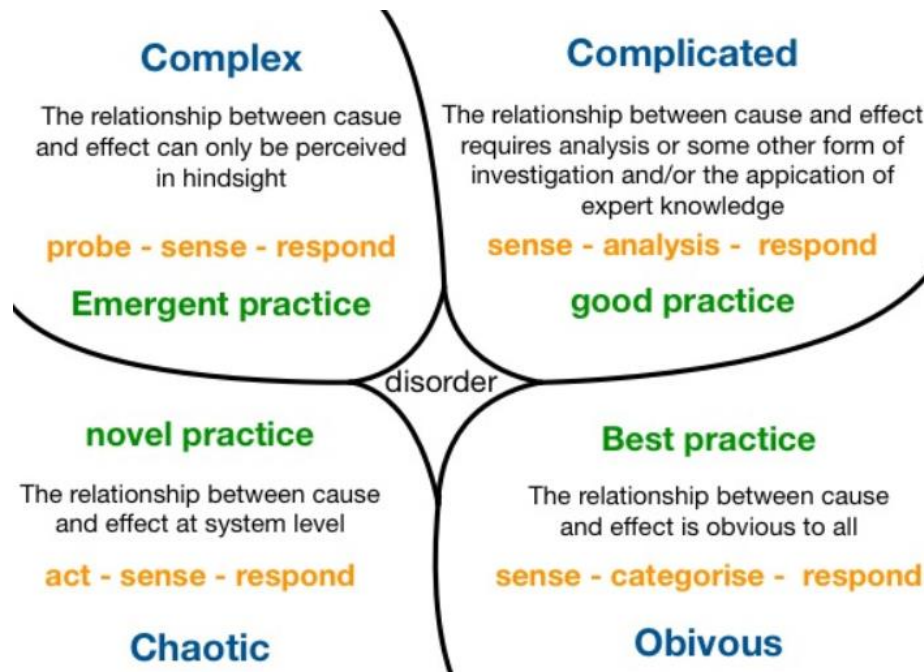 Complex
The relationship between casue
and effect can only be perceived
in hindsight
probe - sense - respond
Emergent practice
Complicated
The relationship between cause and effect
requires analysis or some other form of
investigation and/or the appication of
expert knowledge
sense - analysis - respond
good practice
disorder
novel practice
The relationship between cause
and effect at system level
act - sense - respond
Chaotic
Best practice
The relationship between cause
and effect is obvious to all
sense - categorise - respond
Obivous